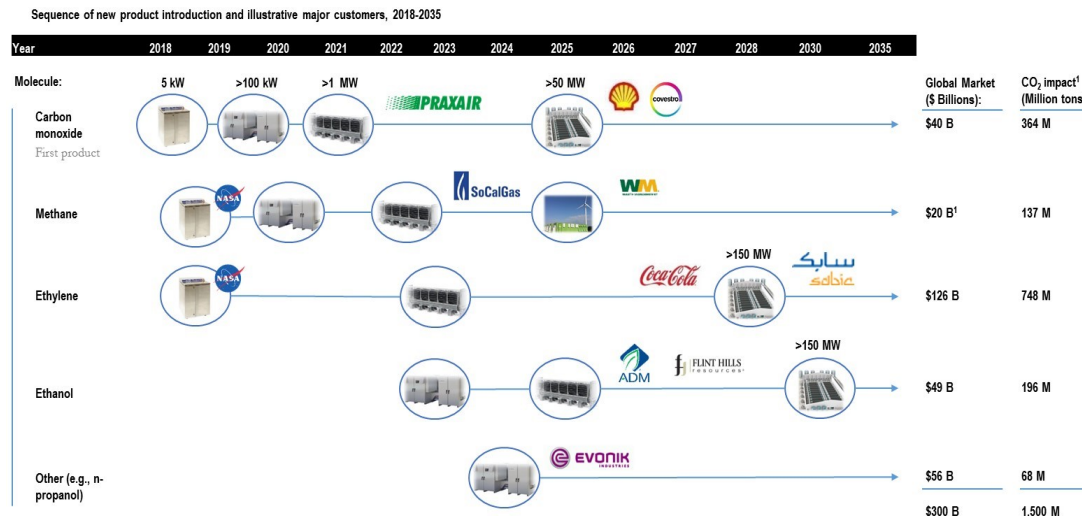 Sequence of new product introduction and illustrative major customers, 2018-2035
Year 2018 2019 2020 2021 2022 2023 2024 2025 2026 2027 2028 2030 2035
Molecule: 5 kW >100 kW >1 MW >50 MW
Global Market ($ Billions):
CO2 impact¹ (Million tons
Carbon monoxide
First product
PRAXAIR
covestro
$40 B 364 M
Methane
NASA
SoCalGas
WM
WASTE MANAGEMENT
$20 B¹ 137 M
Ethylene
NASA
Coca-Cola
>150 MW
سابك
sabic
$126 B 748 M
Ethanol
ADM
FLINT HILLS
resources
>150 MW
$49 B 196 M
Other (e.g., n-
propanol)
EVONIK
INDUSTRIES
$56 B 68 M
$300 B 1.500 M